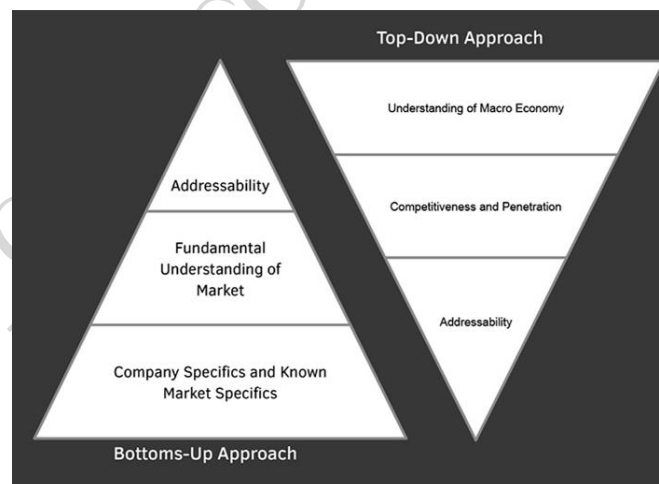 Top-Down Approach
Understanding of Macro Economy
Competitiveness and Penetration
Addressability
Addressability
Fundamental
Understanding of
Market
Company Specifics and Known
Market Specifics
Bottoms-Up Approach